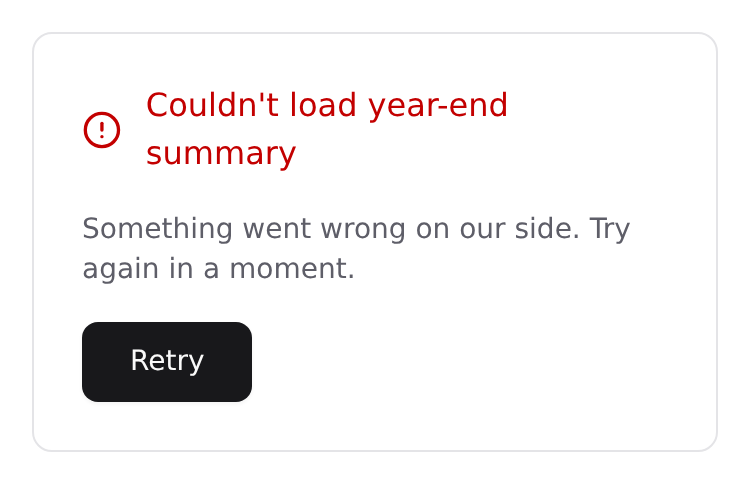 Couldn't load year-end
summary
Something went wrong on our side. Try
again in a moment.
Retry